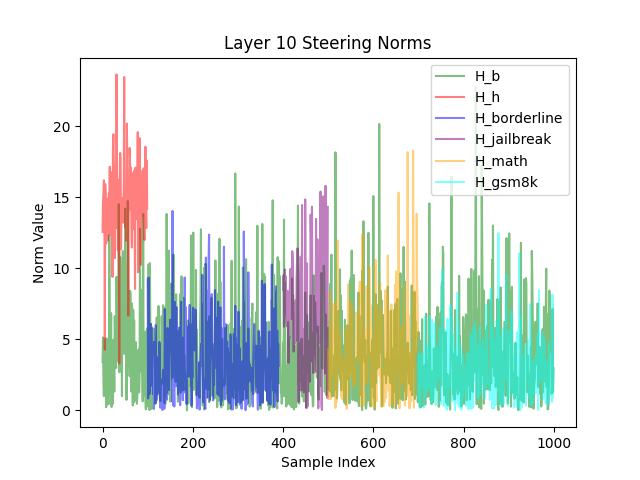 Layer 10 Steering Norms
H_b
H_h
H_borderline
H_jailbreak
H_math
H_gsm8k
Norm Value
20
15
10
5
0
0 200 400 600 800 1000
Sample Index